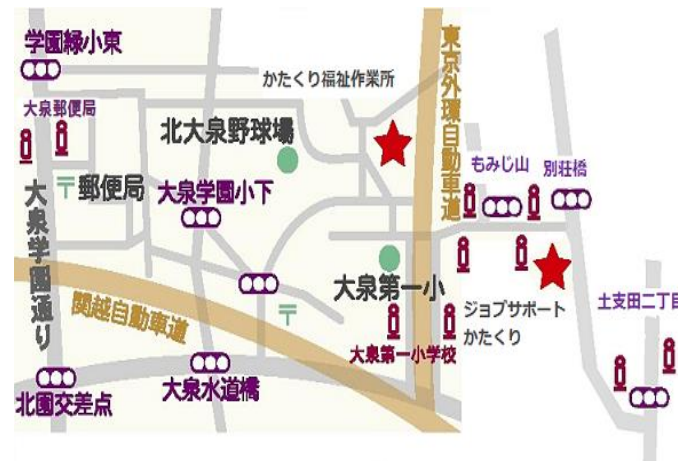 学園緑小東
大泉郵便局
かたくり福祉作業所
東京外環自動車道
北大泉野球場
もみじ山
別荘橋
〒郵便局
大泉学園小下
大泉学園通り
大泉第一小
関越自動車道
〒
ジョブサポート
かたくり
土支田二丁目
大泉第一小学校
大泉水道橋
北園交差点